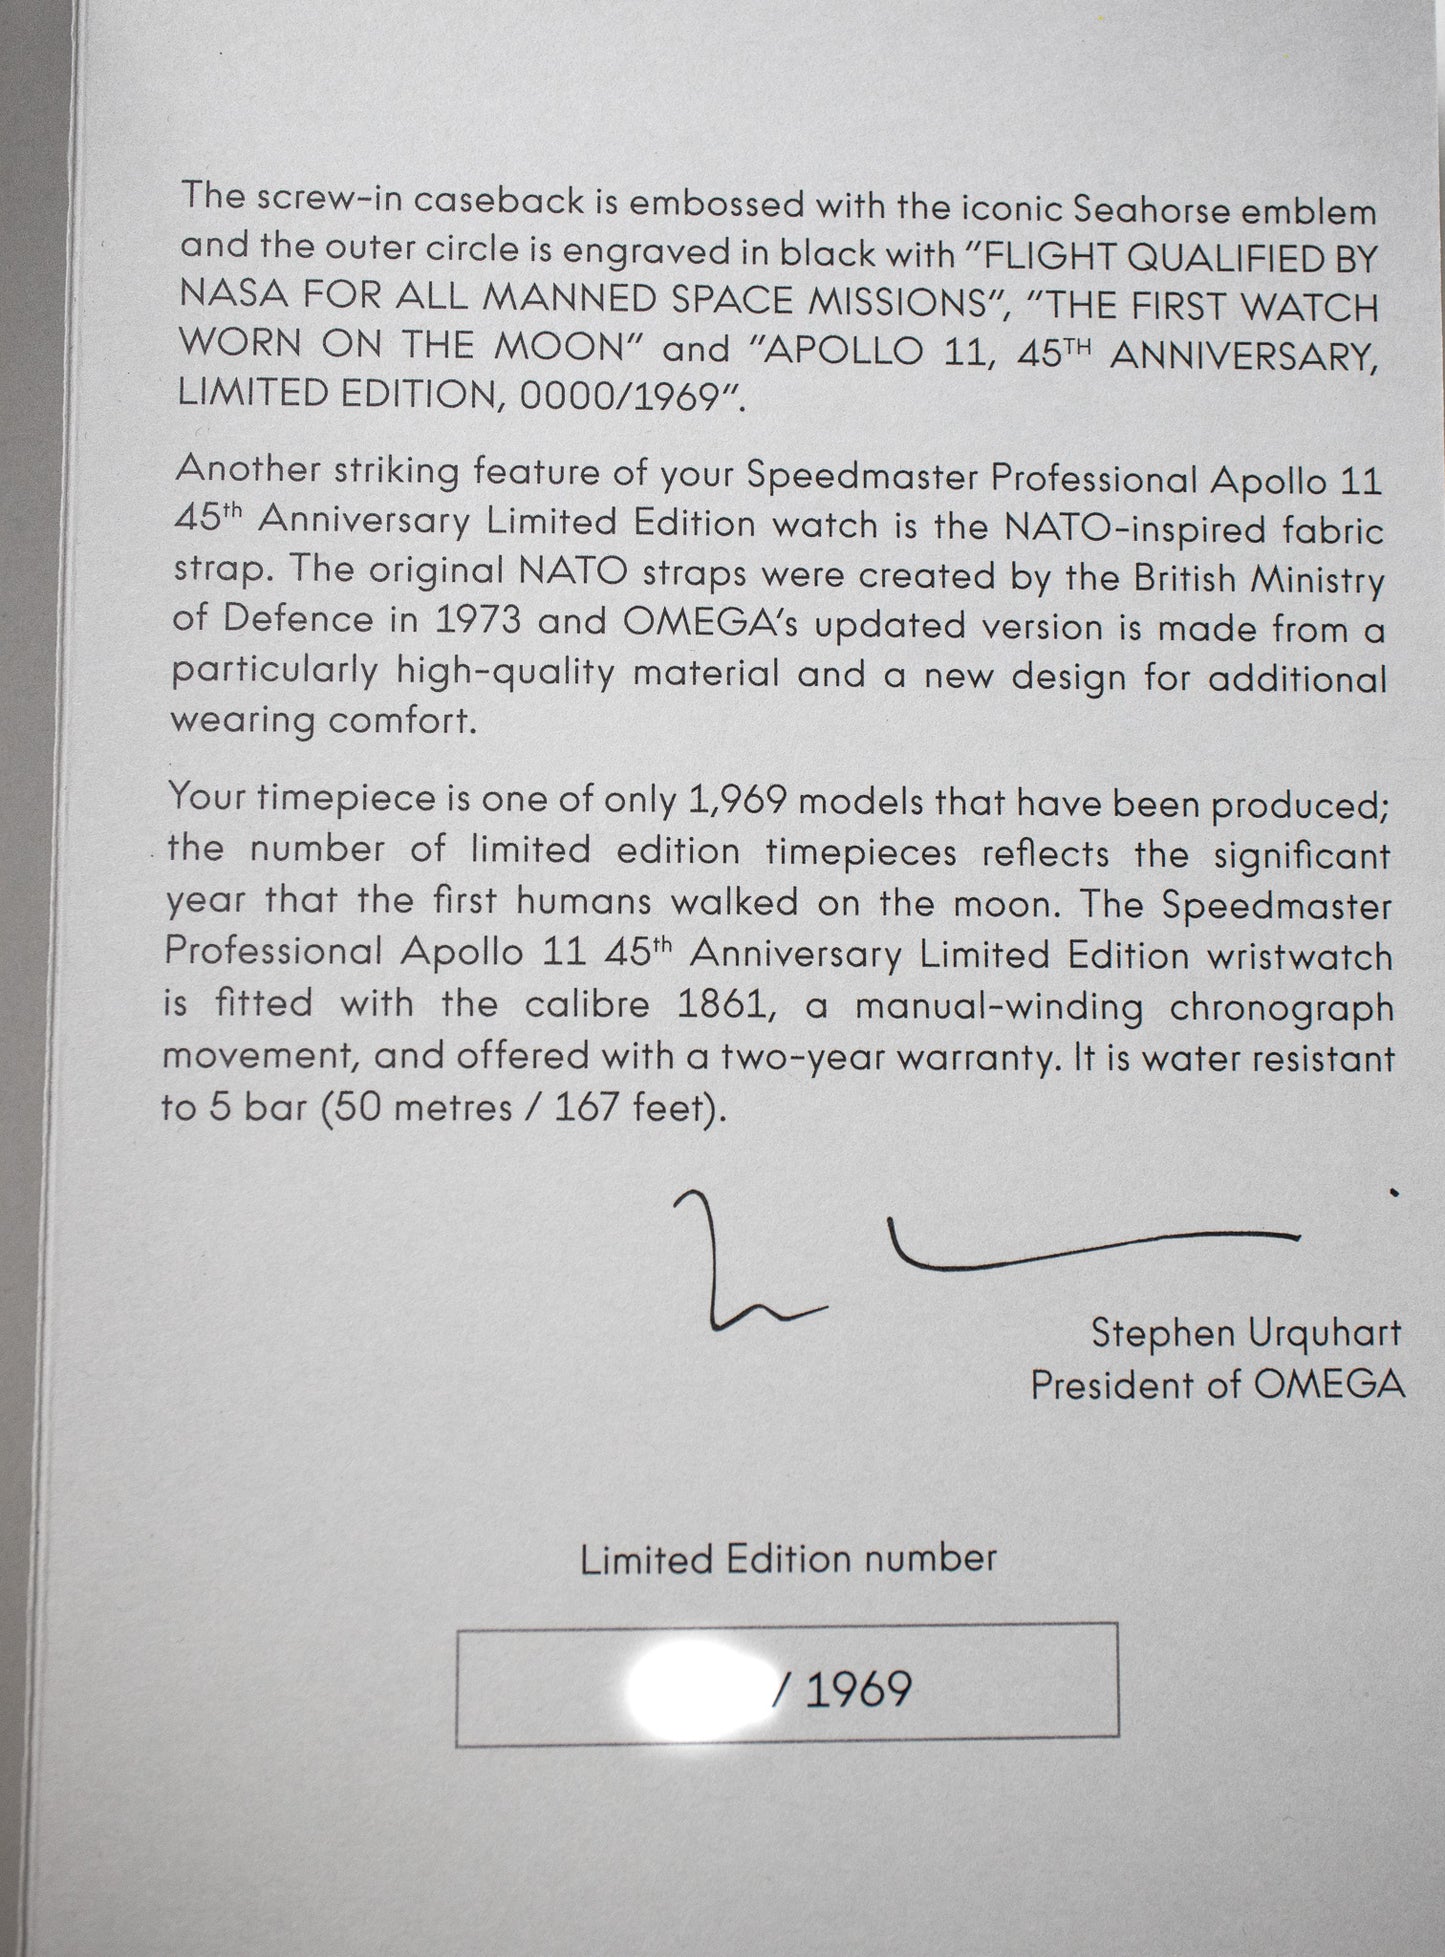 The screw-in caseback is embossed with the iconic Seahorse emblem
and the outer circle is engraved in black with "FLIGHT QUALIFIED BY
NASA FOR ALL MANNED SPACE MISSIONS", "THE FIRST WATCH
WORN ON THE MOON" and "APOLLO 11, 45TH ANNIVERSARY,
LIMITED EDITION, 0000/1969".
Another striking feature of your Speedmaster Professional Apollo 11
45th Anniversary Limited Edition watch is the NATO-inspired fabric
strap. The original NATO straps were created by the British Ministry
of Defence in 1973 and OMEGA's updated version is made from a
particularly high-quality material and a new design for additional
wearing comfort.
Your timepiece is one of only 1,969 models that have been produced;
the number of limited edition timepieces reflects the significant
year that the first humans walked on the moon. The Speedmaster
Professional Apollo 11 45th Anniversary Limited Edition wristwatch
is fitted with the calibre 1861, a manual-winding chronograph
movement, and offered with a two-year warranty. It is water resistant
to 5 bar (50 metres / 167 feet).
Stephen Urquhart
President of OMEGA
Limited Edition number
/ 1969